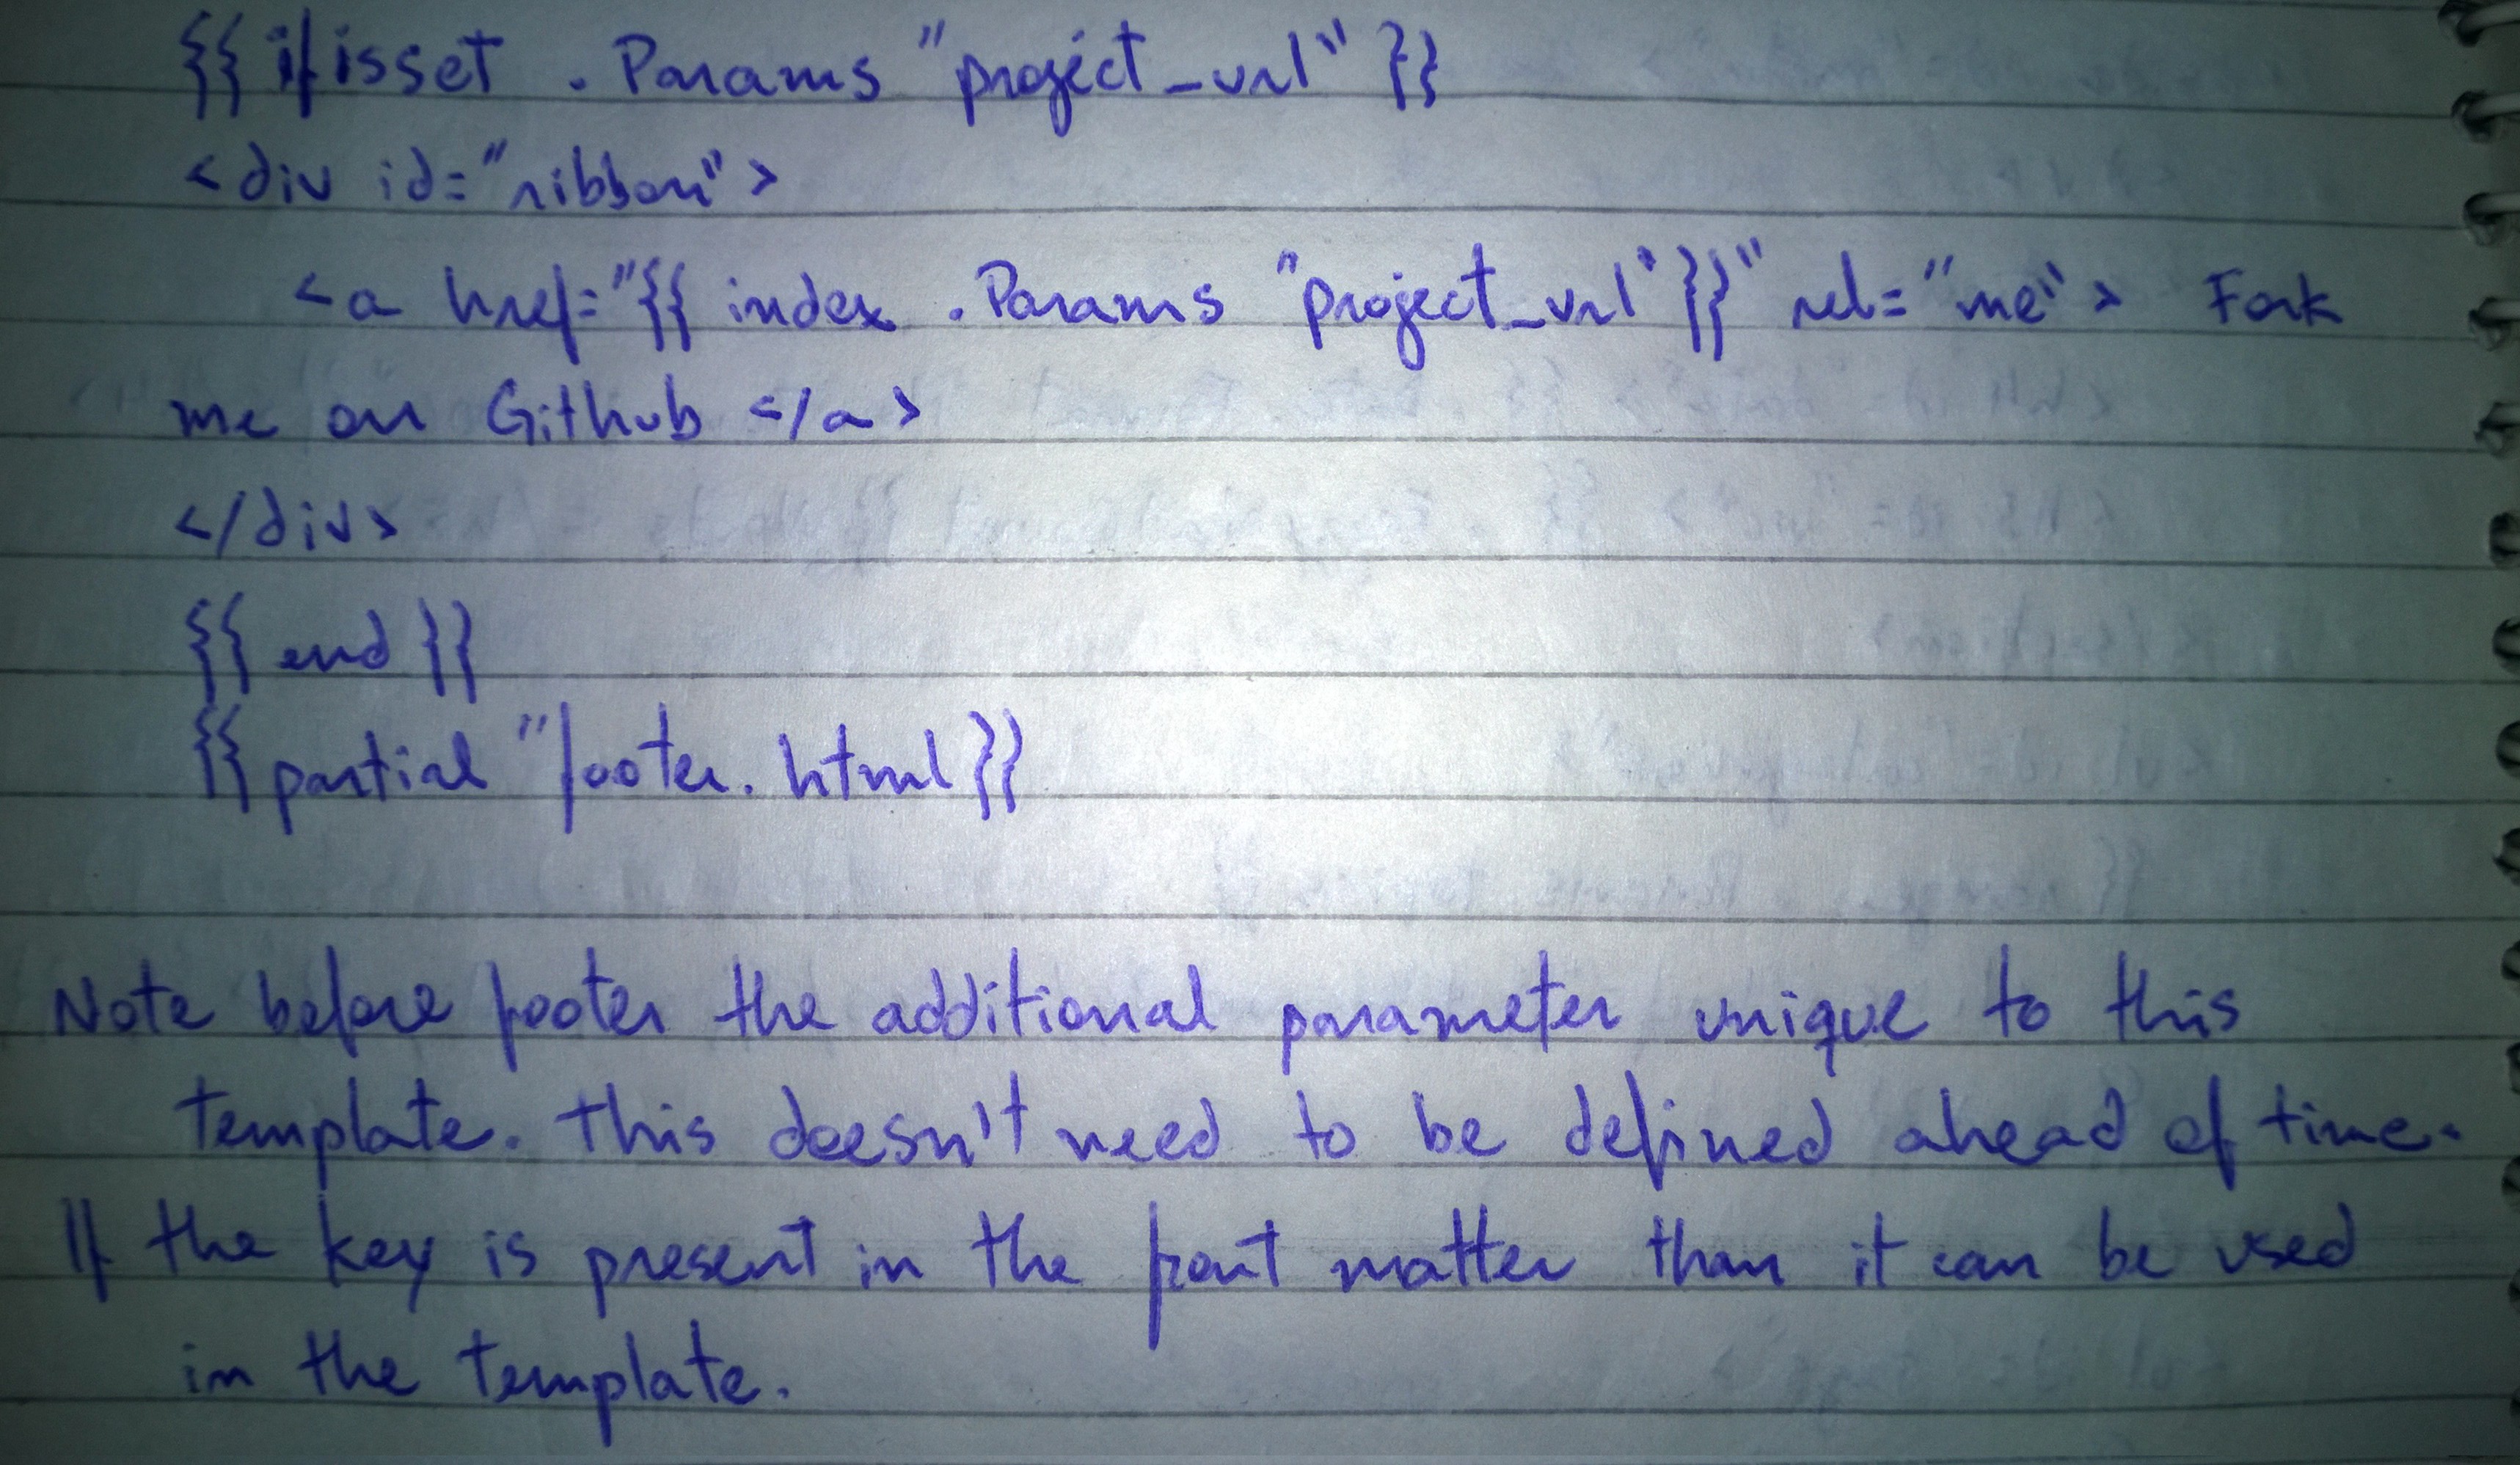 {{ if isset .Params "project_url" }}
<div id="ribbon">
<a href="{{ index .Params "project_url" }}" rel="me"> Fork
me on GitHub </a>
</div>
{{ end }}
{{ partial "footer.html }}
Note before footer the additional parameter unique to this
template. this doesn't need to be defined ahead of time.
If the key is present in the front matter than it can be used
in the template.